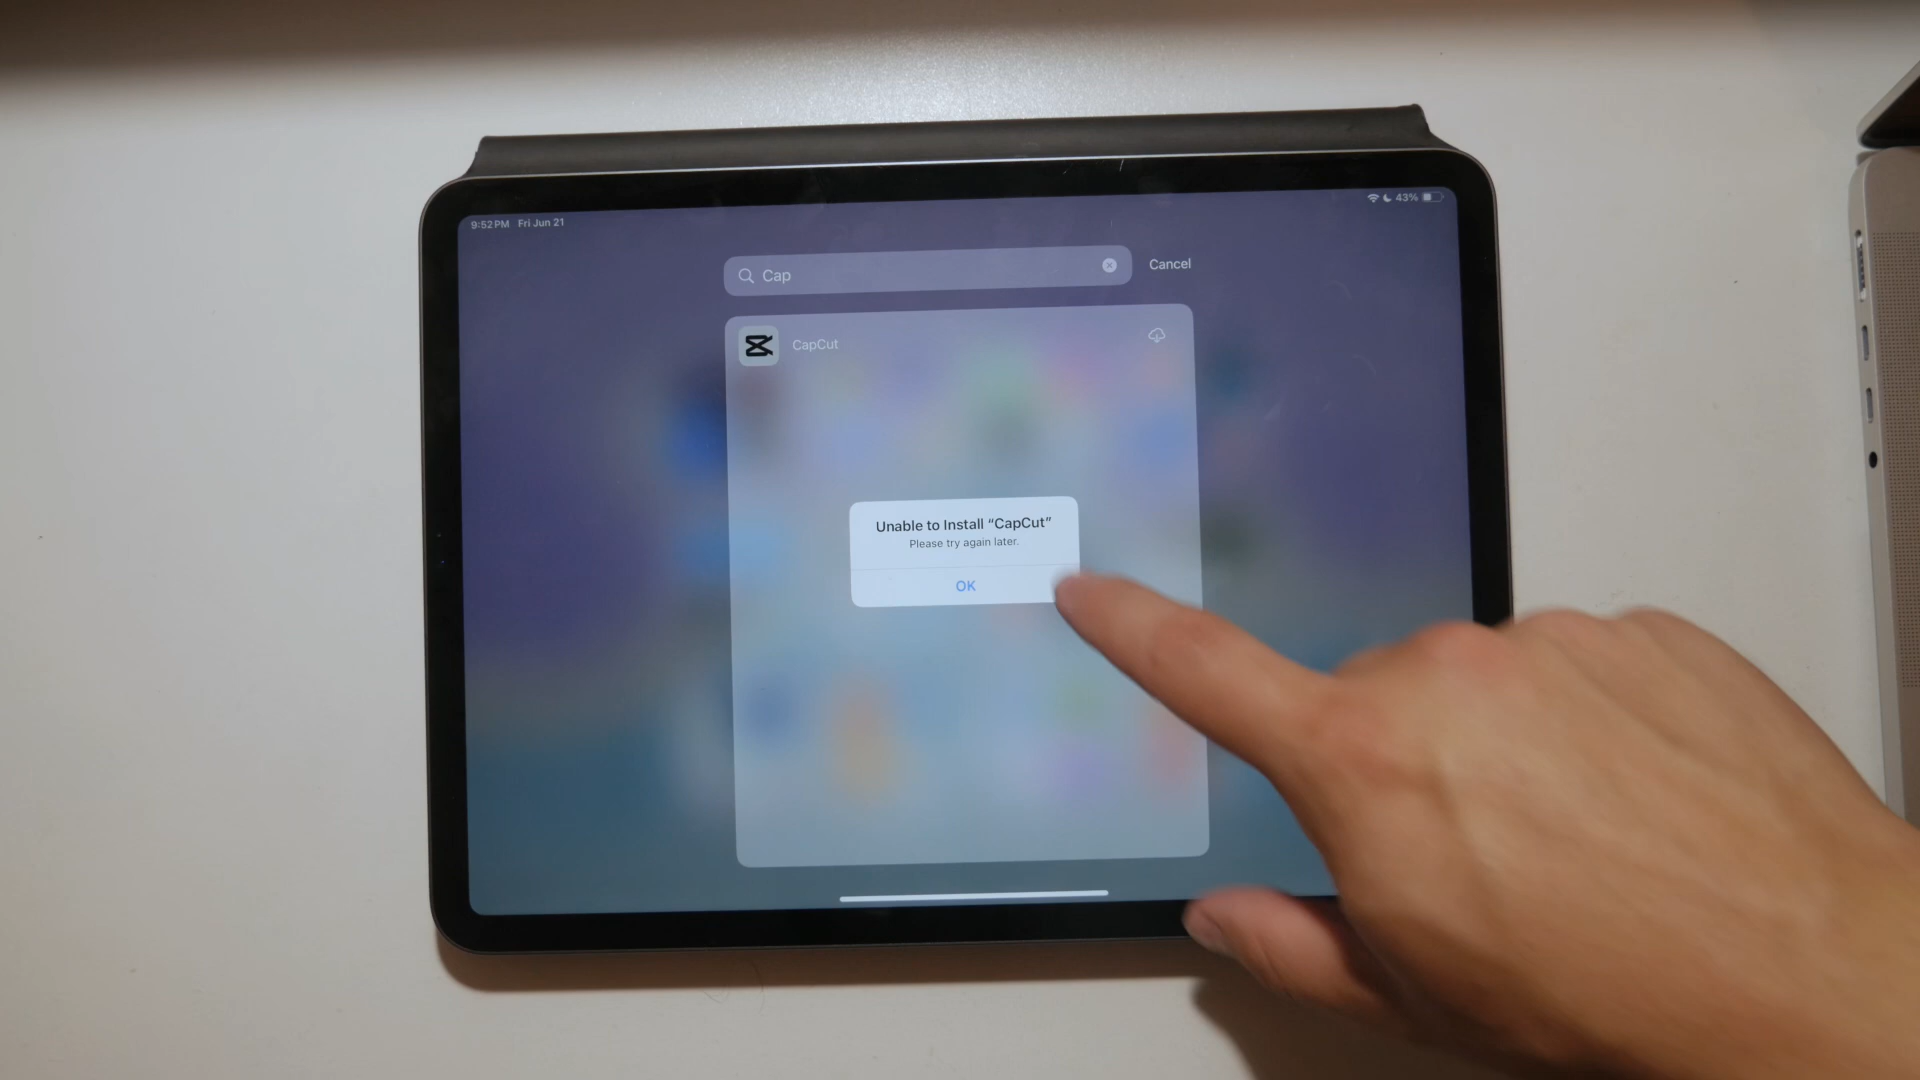 9:52 PM Fri Jun 21
43%
Cap
Cancel
CapCut
Unable to Install “CapCut”
Please try again later.
OK